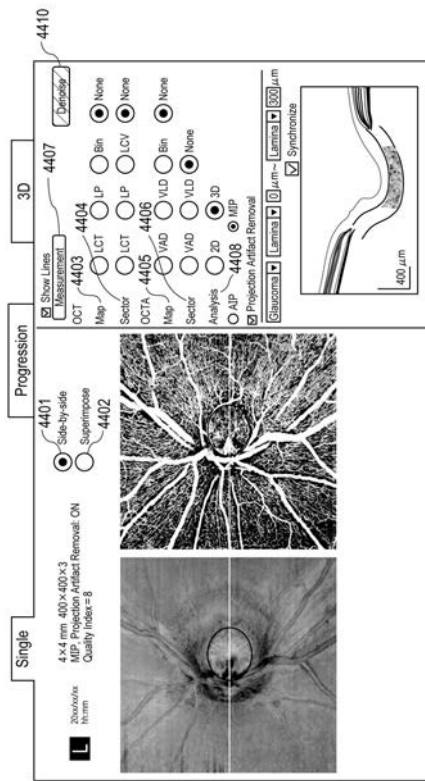 Single
Progression
3D
L
20xx/xx/xx
hh.mm
4×4 mm 400×400×3
MIP, Projection Artifact Removal: ON
Quality Index=8
4401
Side-by-side
Superimpose
4402
Show Lines
4407
4410
Measurement
Denoise
OCT
4403
4404
Map
LCT
LP
Bin
None
Sector
LCT
LP
LCV
None
OCTA
4405
4406
Map
VAD
VLD
Bin
None
Sector
VAD
VLD
None
Analysis
2D
3D
4408
AIP
MIP
Projection Artifact Removal
Glaucoma ▼ Lamina ▼ 0 μm~ Lamina ▼ 300 μm
Synchronize
400 μm